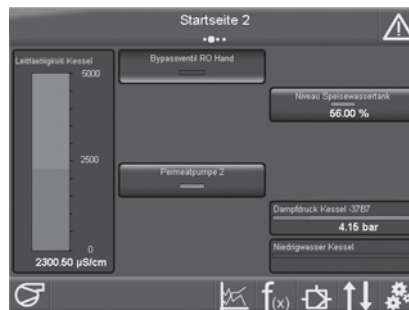 Startseite 2
Leitfaehigkvit Kessel
5000
2500
0
2300.50 µS/cm
Bypassventil RO Hand
Niveau Speisewassertank
56.00 %
Permeatpumpe 2
Dampfdruck Kessel -37B7
4.15 bar
Niedrigwasser Kessel
f(x)